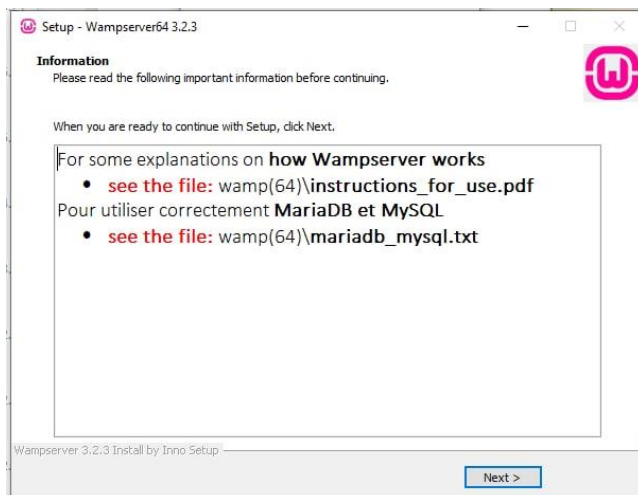 Setup - Wampserver64 3.2.3
Information
Please read the following important information before continuing.
When you are ready to continue with Setup, click Next.
For some explanations on how Wampserver works
• see the file: wamp(64)\instructions_for_use.pdf
Pour utiliser correctement MariaDB et MySQL
• see the file: wamp(64)\mariadb_mysql.txt
Wampserver 3.2.3 Install by Inno Setup
Next >